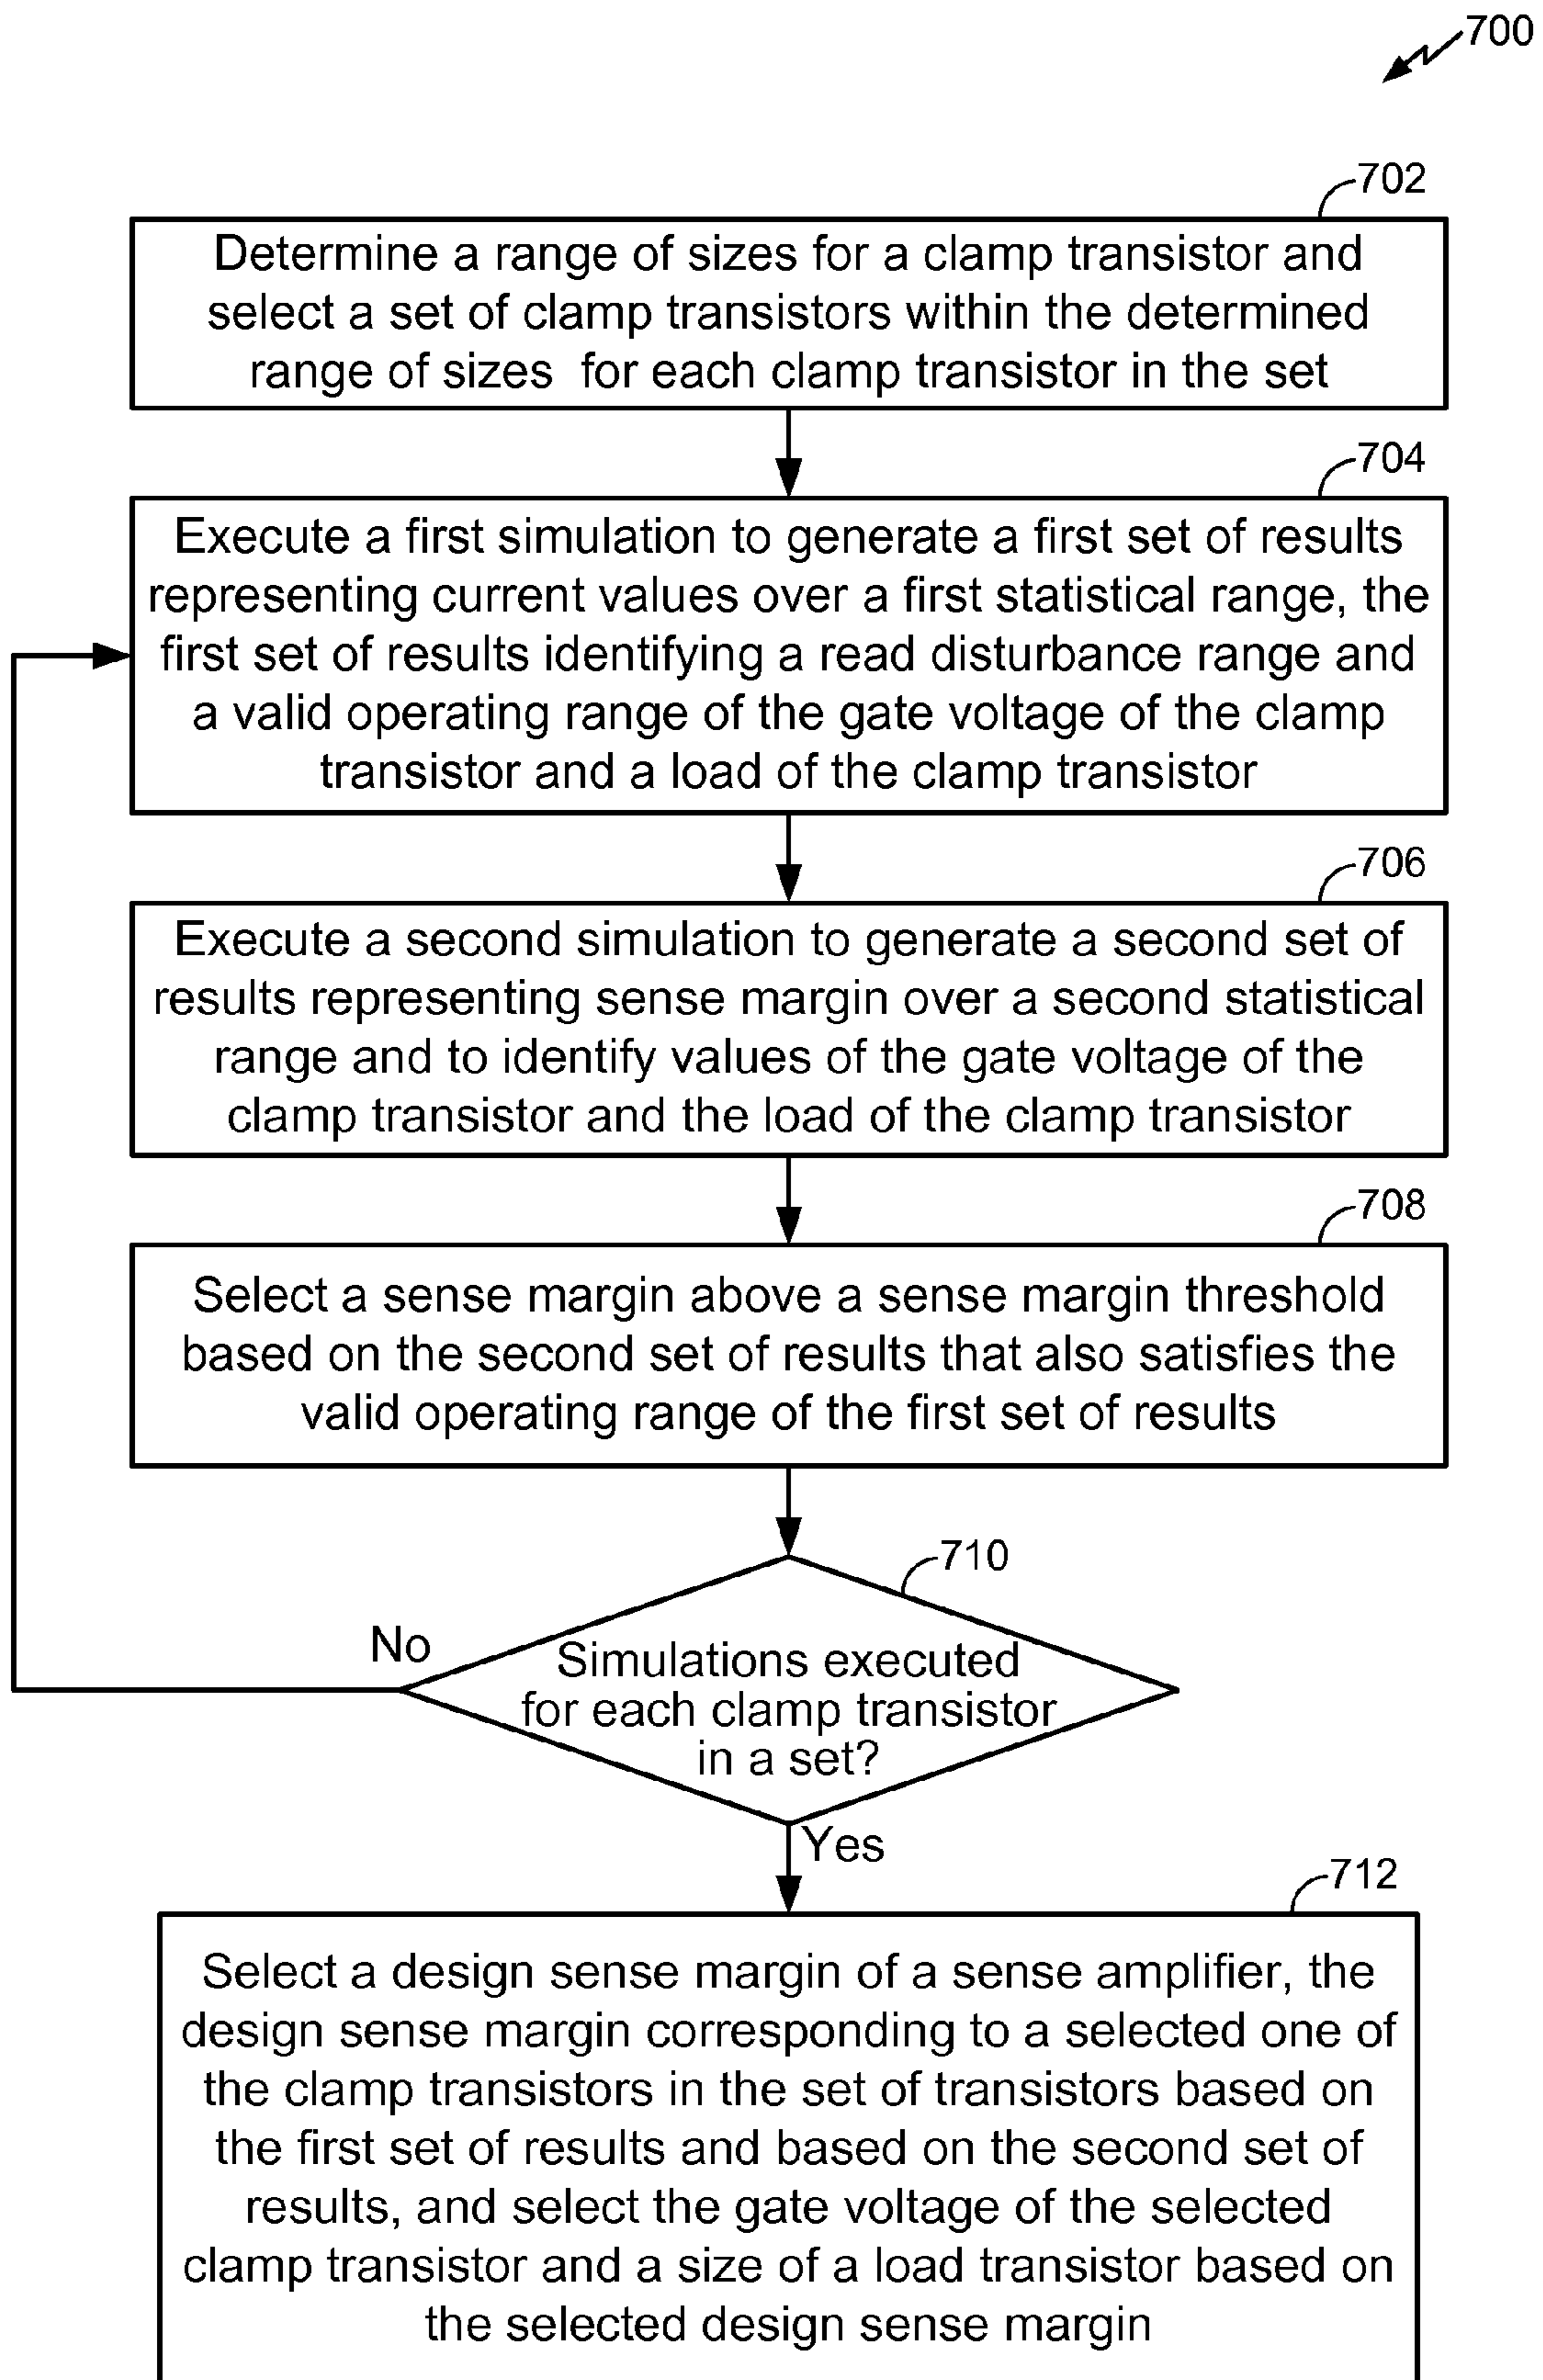 700
702
Determine a range of sizes for a clamp transistor and
select a set of clamp transistors within the determined
range of sizes for each clamp transistor in the set
704
Execute a first simulation to generate a first set of results
representing current values over a first statistical range, the
first set of results identifying a read disturbance range and
a valid operating range of the gate voltage of the clamp
transistor and a load of the clamp transistor
706
Execute a second simulation to generate a second set of
results representing sense margin over a second statistical
range and to identify values of the gate voltage of the
clamp transistor and the load of the clamp transistor
708
Select a sense margin above a sense margin threshold
based on the second set of results that also satisfies the
valid operating range of the first set of results
710
No
Simulations executed
for each clamp transistor
in a set?
Yes
712
Select a design sense margin of a sense amplifier, the
design sense margin corresponding to a selected one of
the clamp transistors in the set of transistors based on
the first set of results and based on the second set of
results, and select the gate voltage of the selected
clamp transistor and a size of a load transistor based on
the selected design sense margin